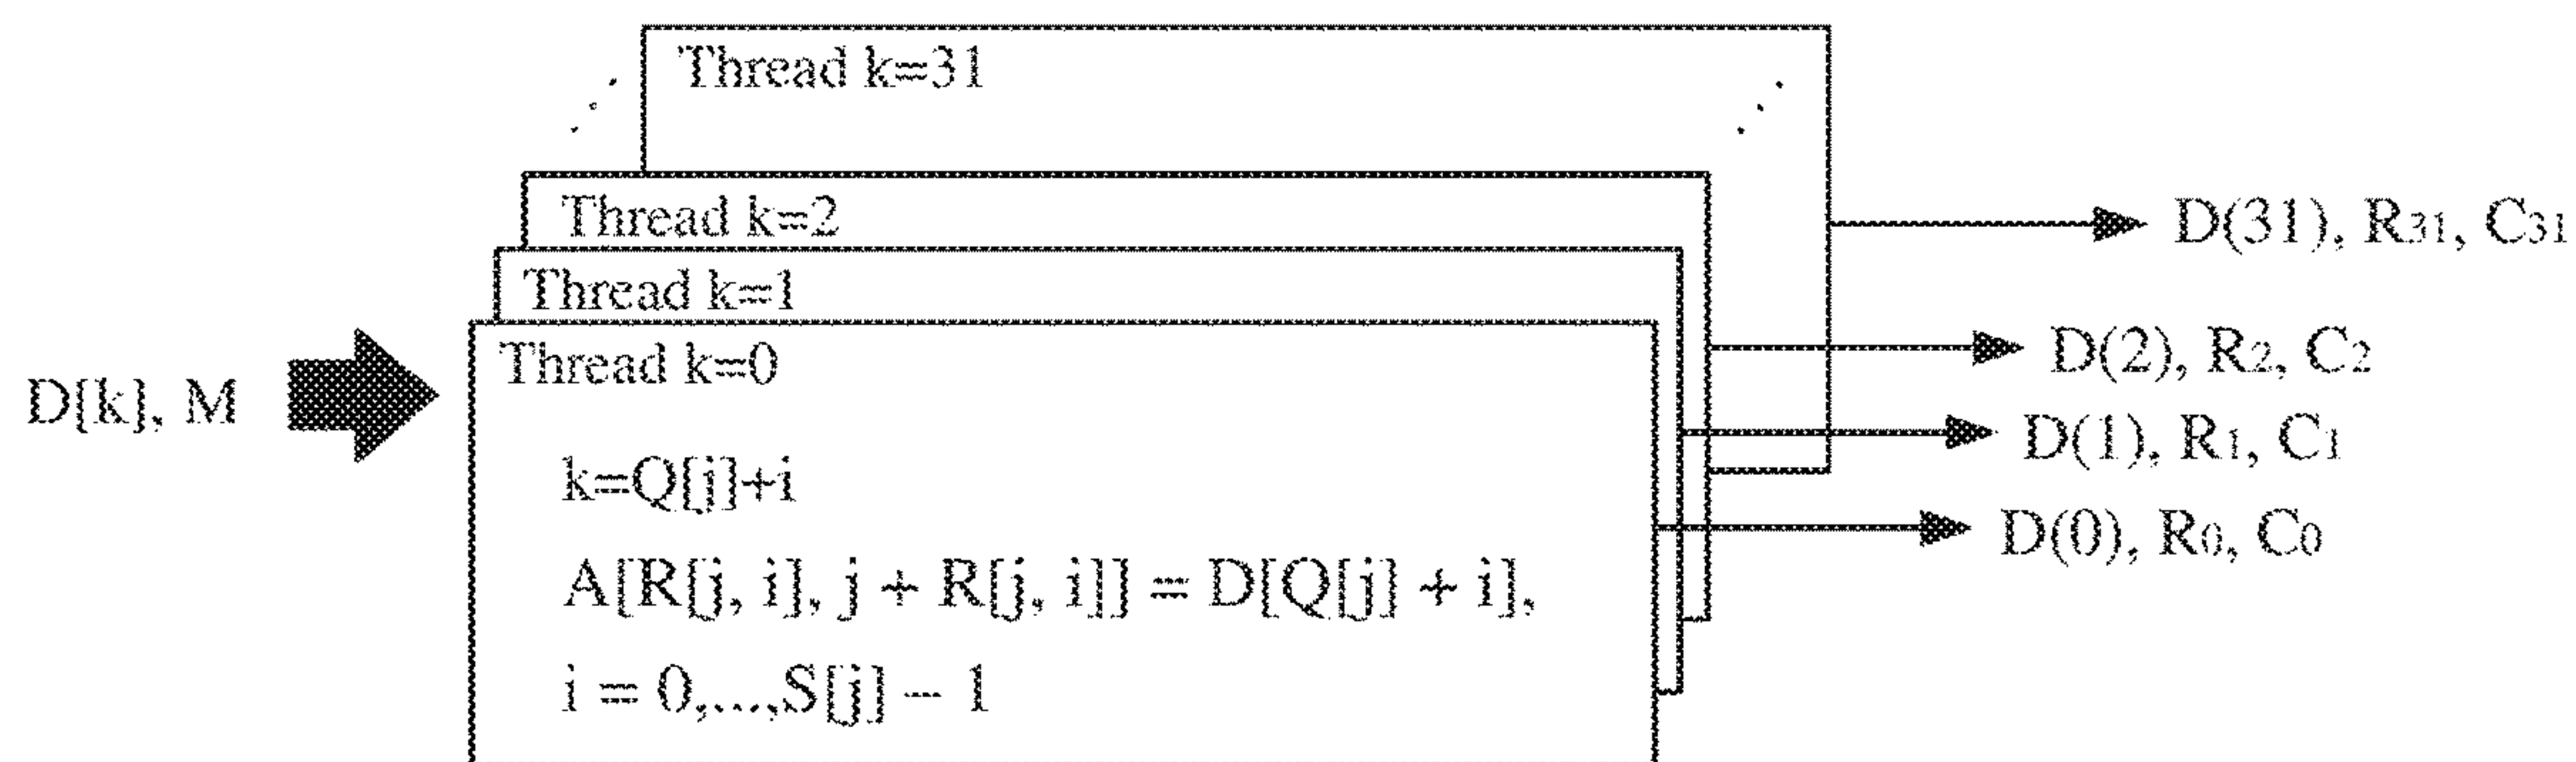 Thread k=31
Thread k=2
Thread k=1
Thread k=0
D[k], M
k=Q[j]+i
A[R[j, i], j + R[j, i]] = D[Q[j] + i],
i = 0,...,S[j] – 1
D(31), R31, C31
D(2), R2, C2
D(1), R1, C1
D(0), R0, C0